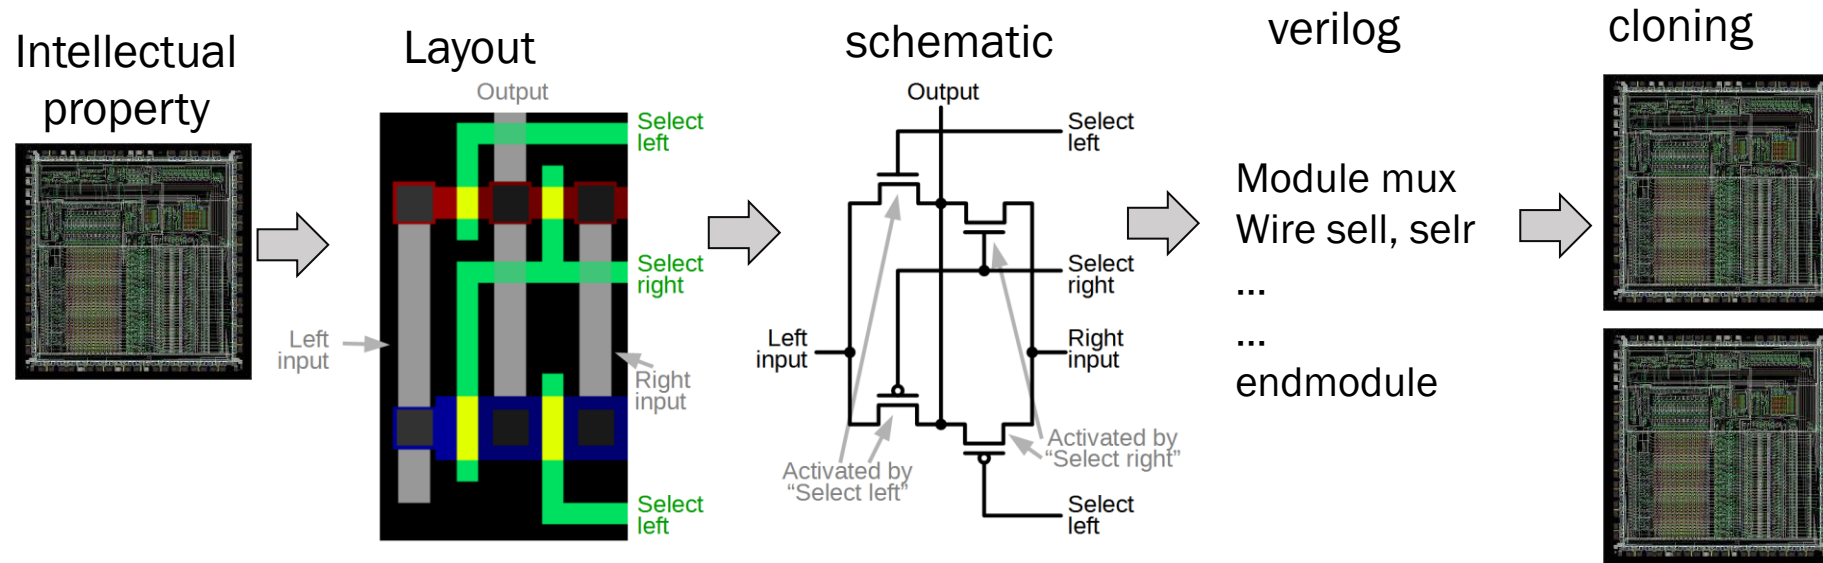 Intellectual
property
Layout
Output
Select
left
Select
right
Left
input
Right
input
Select
left
schematic
Output
Select
left
Select
right
Left
input
Right
input
Activated by
“Select left”
Activated by
“Select right”
Select
left
verilog
Module mux
Wire sell, selr
...
...
endmodule
cloning